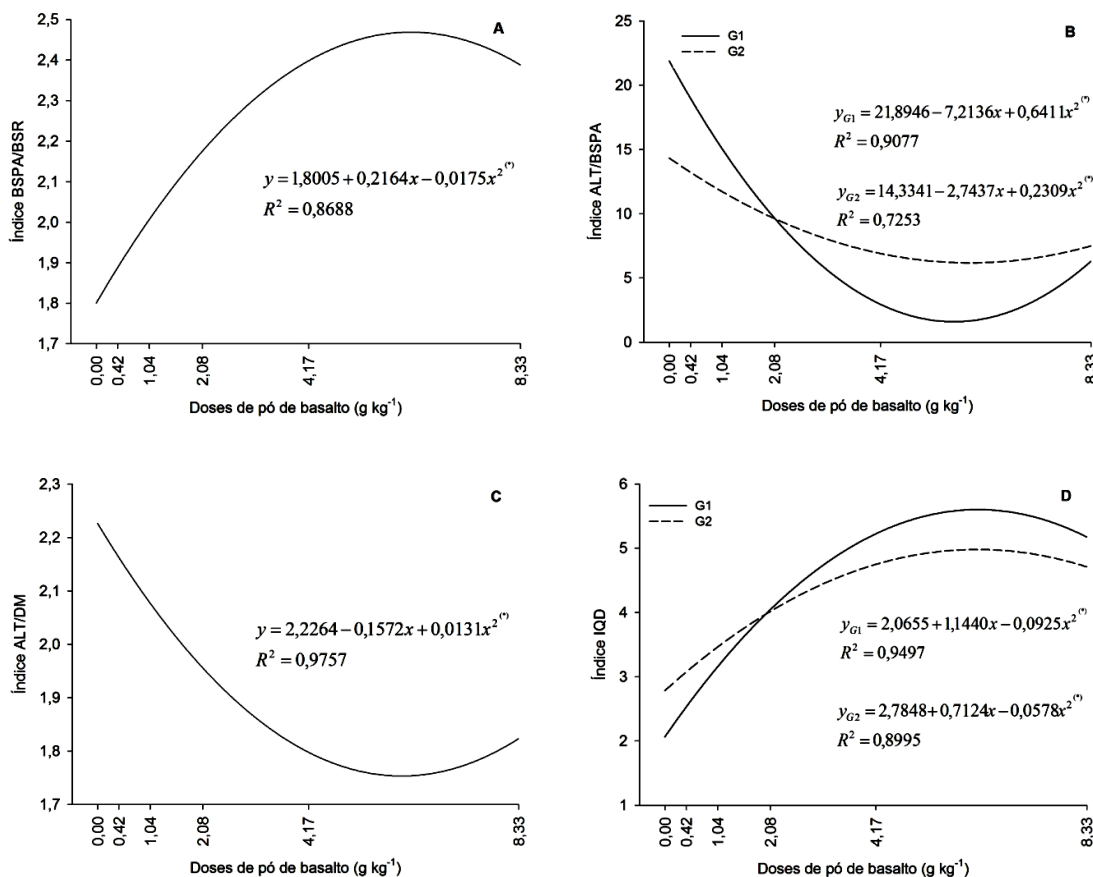 A
Índice BSPA/BSR
2,5
2,4
2,3
2,2
2,1
2,0
1,9
1,8
1,7
y = 1,8005 + 0,2164x − 0,0175x²⁽*⁾
R² = 0,8688
0,00
0,42
1,04
2,08
4,17
8,33
Doses de pó de basalto (g kg⁻¹)
B
G1
G2
Índice ALT/BSPA
25
20
15
10
5
0
y_G1 = 21,8946 − 7,2136x + 0,6411x²⁽*⁾
R² = 0,9077
y_G2 = 14,3341 − 2,7437x + 0,2309x²⁽*⁾
R² = 0,7253
0,00
0,42
1,04
2,08
4,17
8,33
Doses de pó de basalto (g kg⁻¹)
C
Índice ALT/DM
2,3
2,2
2,1
2,0
1,9
1,8
1,7
y = 2,2264 − 0,1572x + 0,0131x²⁽*⁾
R² = 0,9757
0,00
0,42
1,04
2,08
4,17
8,33
Doses de pó de basalto (g kg⁻¹)
D
G1
G2
Índice IQD
6
5
4
3
2
1
y_G1 = 2,0655 + 1,1440x − 0,0925x²⁽*⁾
R² = 0,9497
y_G2 = 2,7848 + 0,7124x − 0,0578x²⁽*⁾
R² = 0,8995
0,00
0,42
1,04
2,08
4,17
8,33
Doses de pó de basalto (g kg⁻¹)